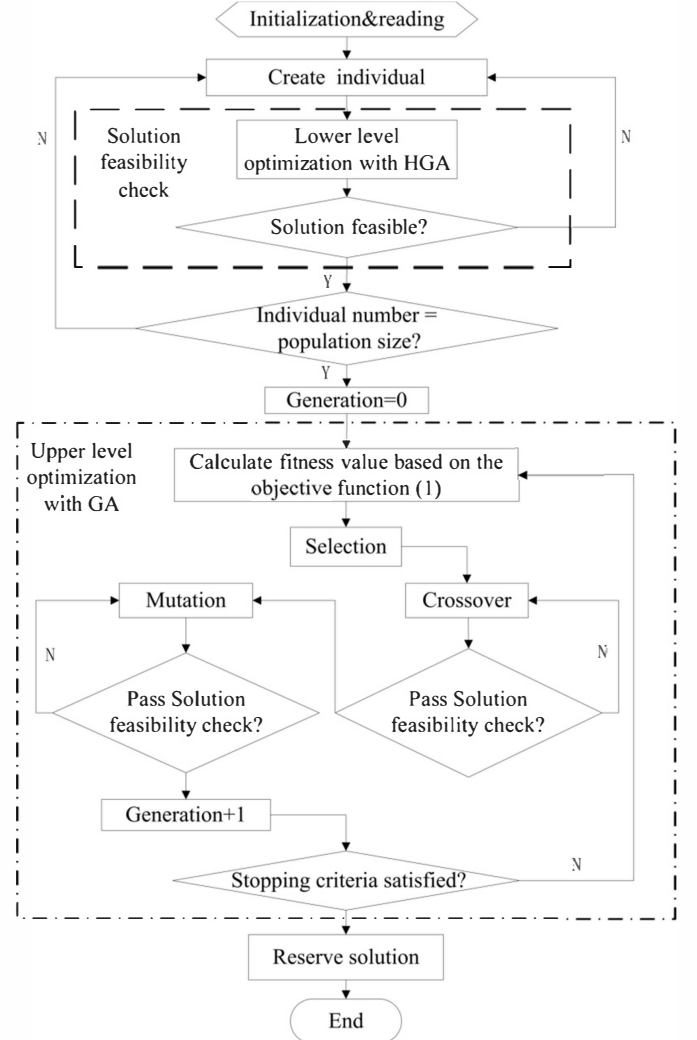 Initialization&reading
Create individual
N
Solution
feasibility
check
Lower level
optimization with HGA
N
Solution feasible?
Y
Individual number =
population size?
Y
Generation=0
Upper level
optimization
with GA
Calculate fitness value based on the
objective function (1)
Selection
Mutation
Crossover
N
N
Pass Solution
feasibility check?
Pass Solution
feasibility check?
Generation+1
Stopping criteria satisfied?
N
Reserve solution
End